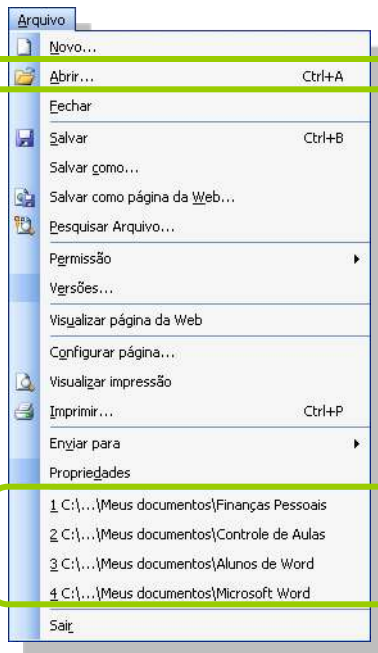 Arquivo
Novo...
Abrir... Ctrl+A
Fechar
Salvar Ctrl+B
Salvar como...
Salvar como página da Web...
Pesquisar Arquivo...
Permissão
Versões...
Visualizar página da Web
Configurar página...
Visualizar impressão
Imprimir... Ctrl+P
Enviar para
Propriedades
1 C:\...\Meus documentos\Finanças Pessoais
2 C:\...\Meus documentos\Controle de Aulas
3 C:\...\Meus documentos\Alunos de Word
4 C:\...\Meus documentos\Microsoft Word
Sair